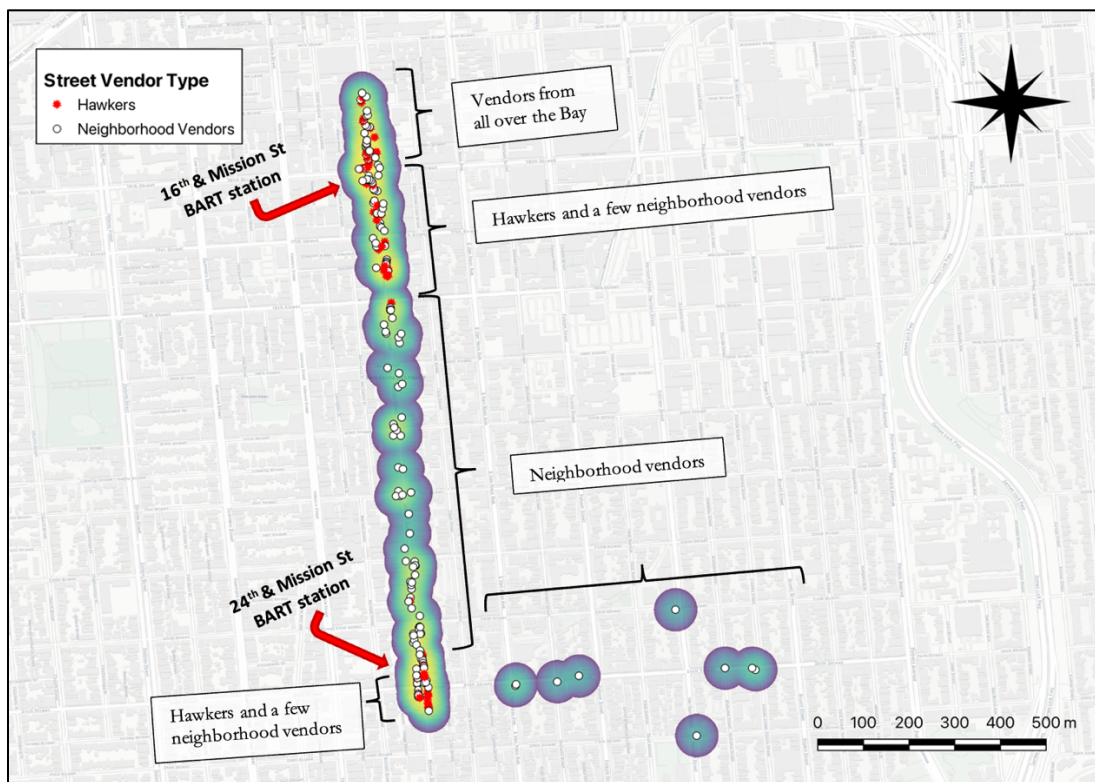 Street Vendor Type
Hawkers
Neighborhood Vendors
Vendors from
all over the Bay
16th & Mission St
BART station
Hawkers and a few neighborhood vendors
Neighborhood vendors
24th & Mission St
BART station
Hawkers and a few
neighborhood vendors
0 100 200 300 400 500 m